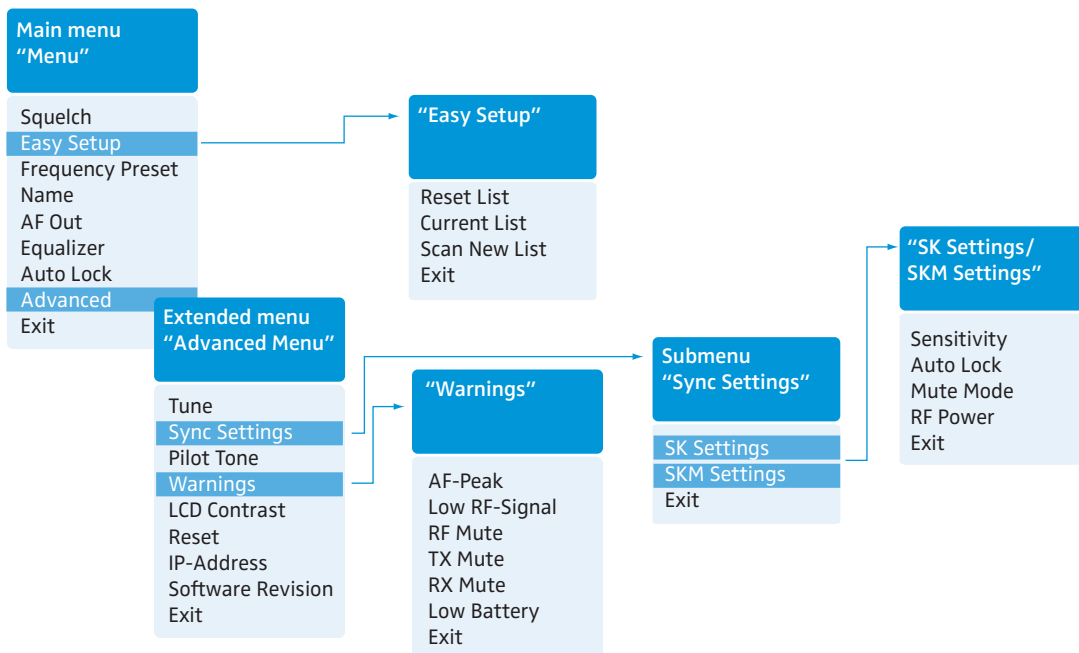 Main menu
“Menu”
Squelch
Easy Setup
Frequency Preset
Name
AF Out
Equalizer
Auto Lock
Advanced
Exit
“Easy Setup”
Reset List
Current List
Scan New List
Exit
Extended menu
“Advanced Menu”
Tune
Sync Settings
Pilot Tone
Warnings
LCD Contrast
Reset
IP-Address
Software Revision
Exit
“Warnings”
AF-Peak
Low RF-Signal
RF Mute
TX Mute
RX Mute
Low Battery
Exit
Submenu
“Sync Settings”
SK Settings
SKM Settings
Exit
“SK Settings/
SKM Settings”
Sensitivity
Auto Lock
Mute Mode
RF Power
Exit